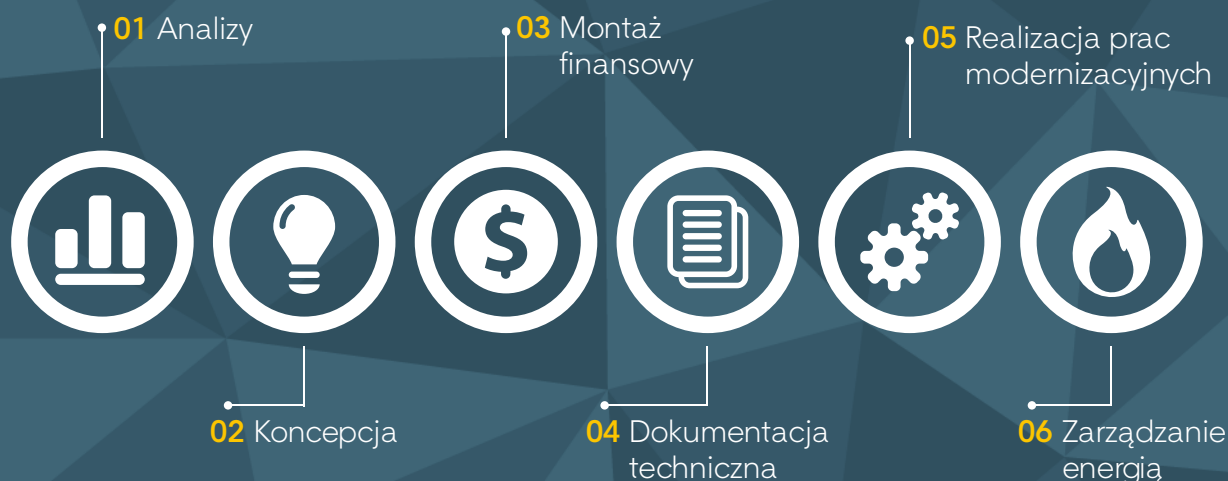 01 Analizy
02 Koncepcja
03 Montaż
finansowy
04 Dokumentacja
techniczna
05 Realizacja prac
modernizacyjnych
06 Zarządzanie
energią
$